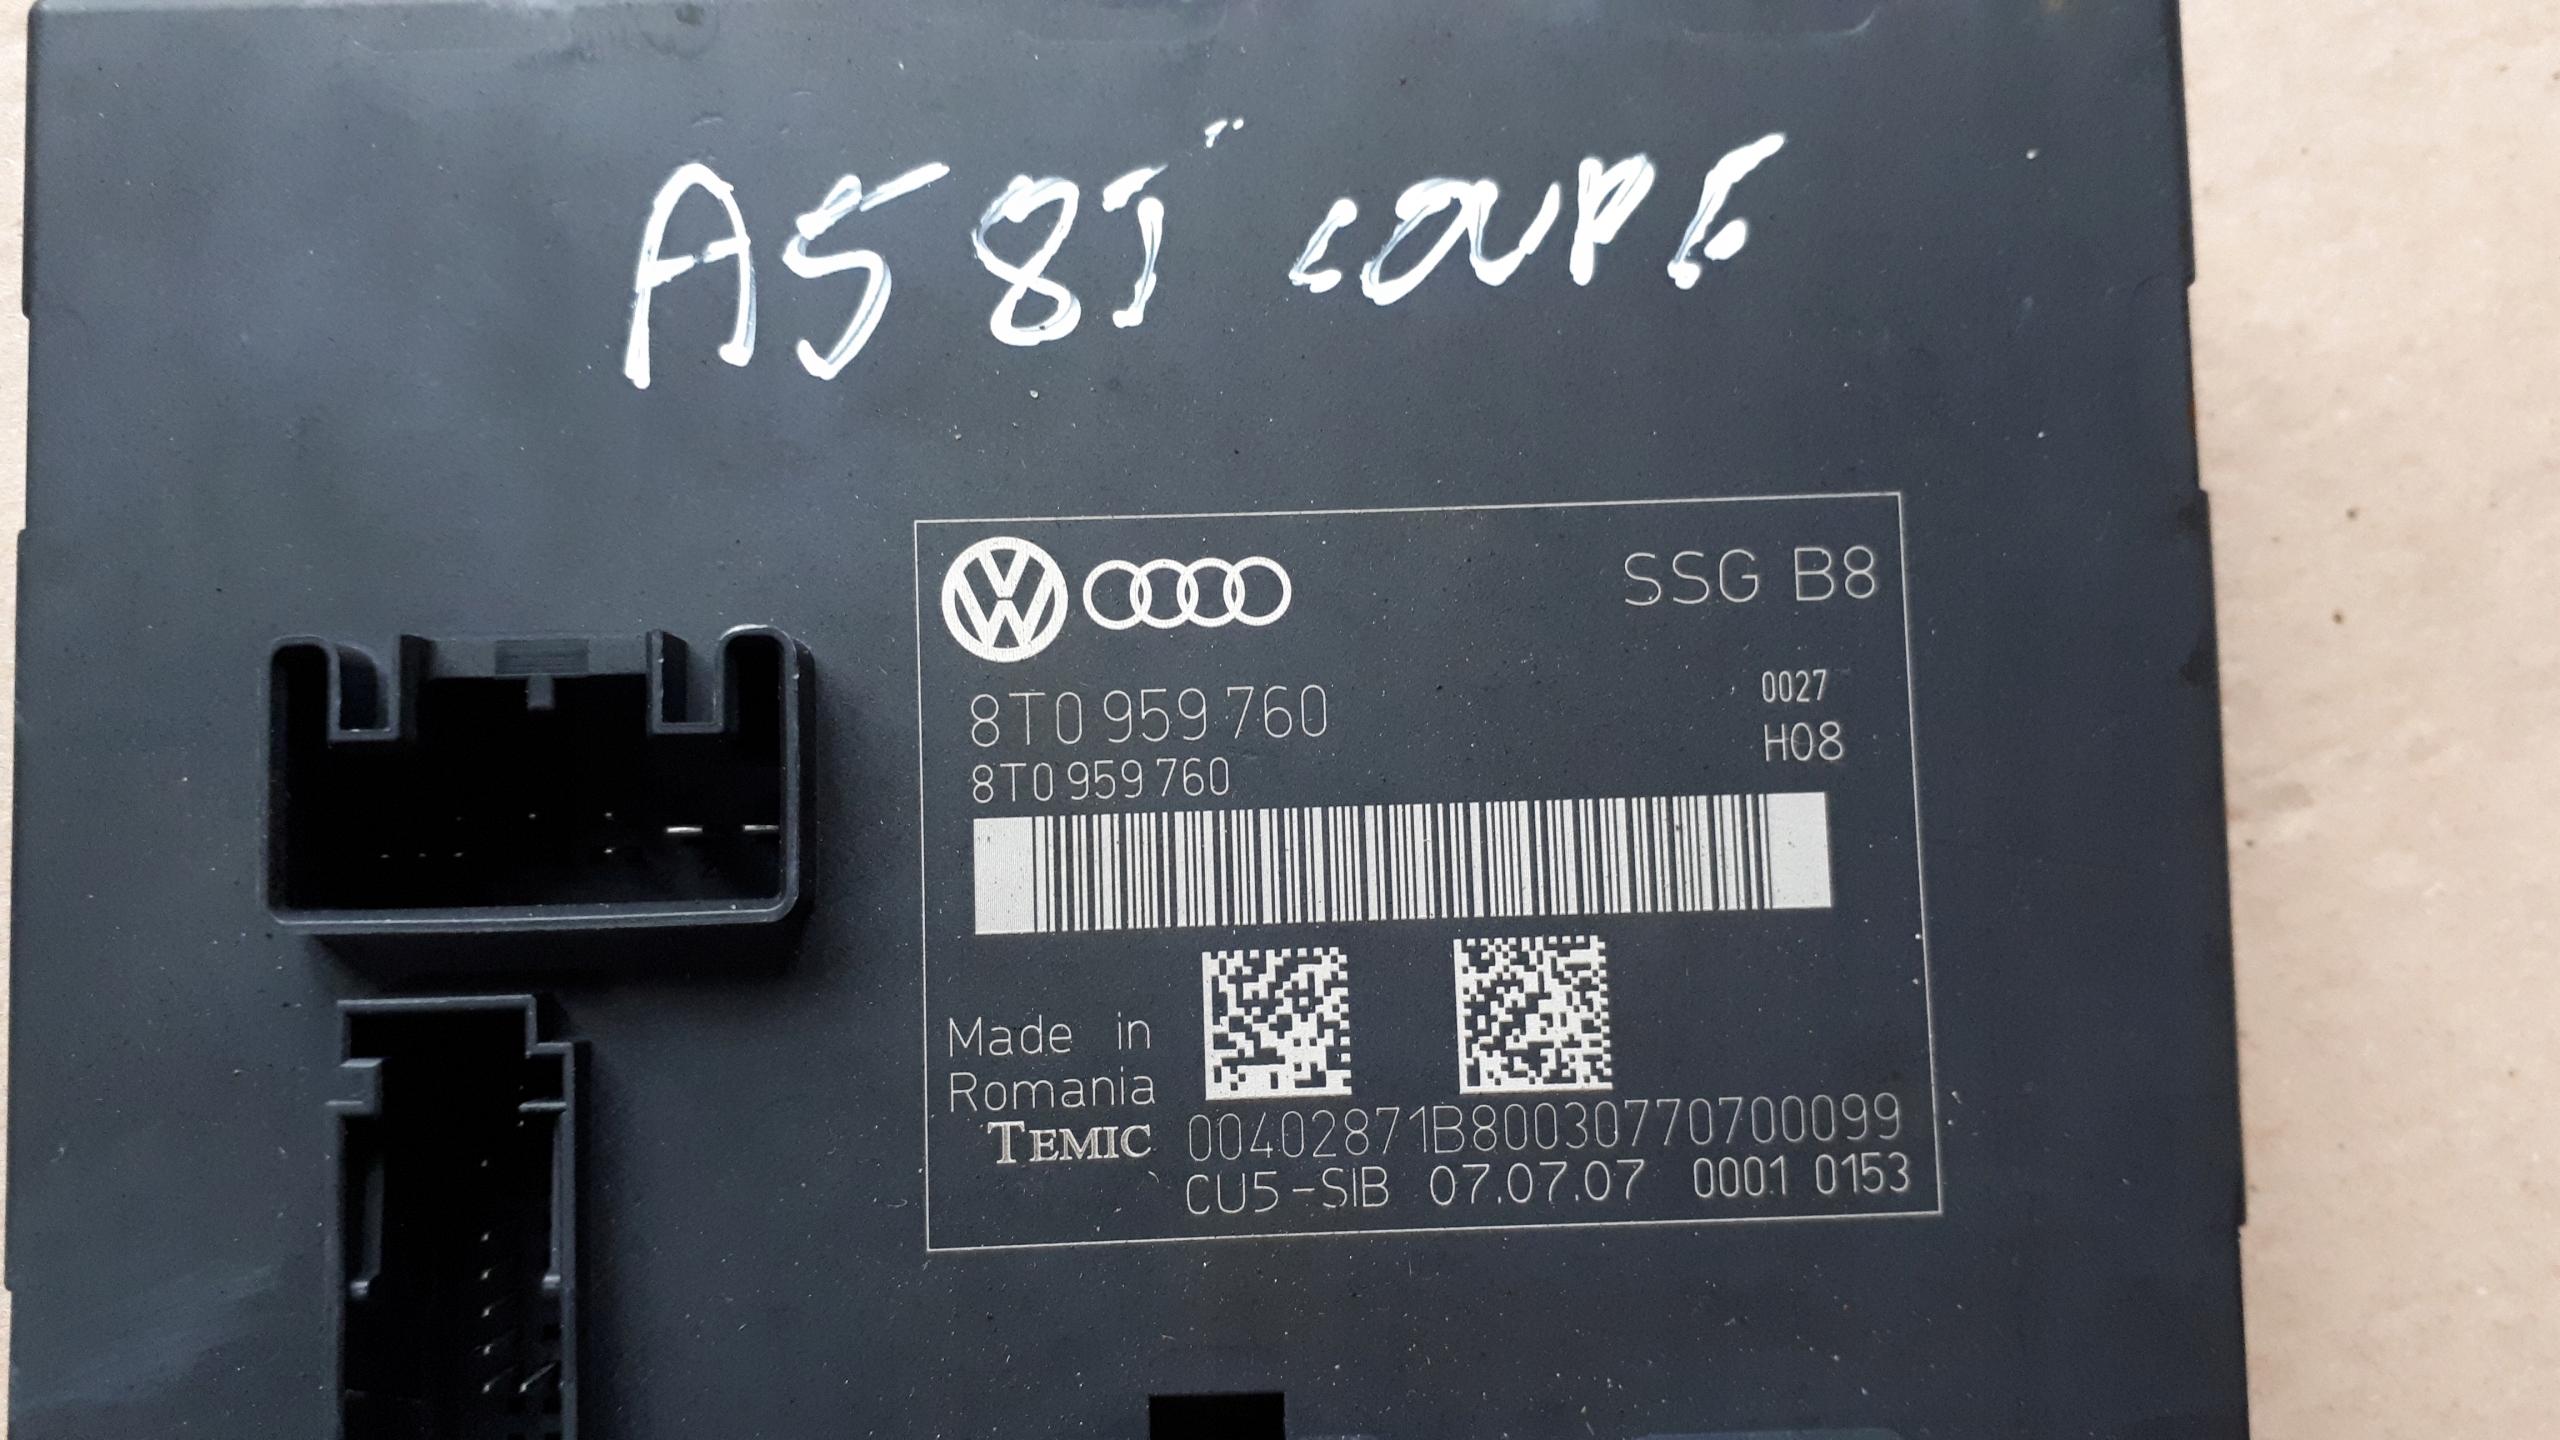 A5 8T COUPE
SSG B8
8T0 959 760
0027
H08
8T0 959 760
Made in
Romania
TEMIC 00402871B80030770700099
CU5-SIB 07.07.07 0001 0153